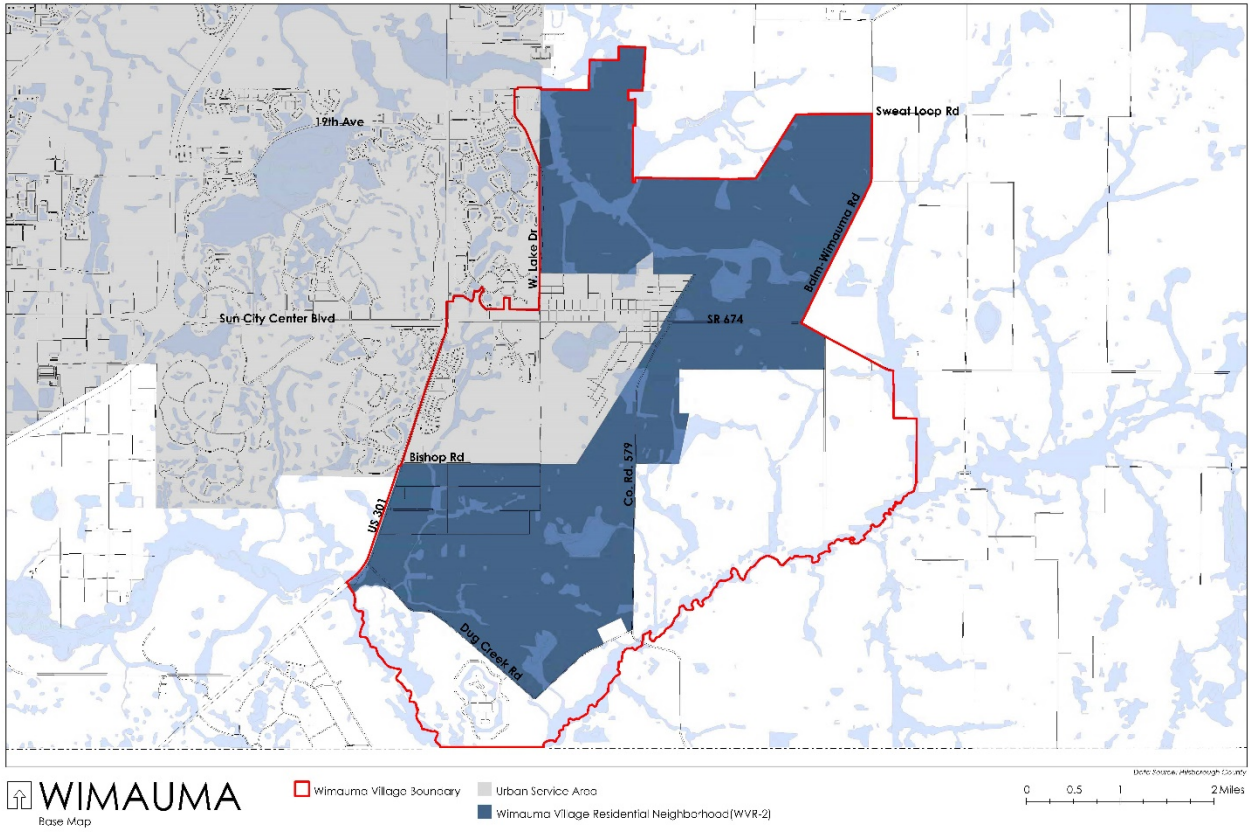 Sweat Loop Rd
19th Ave
Balm-Wimauma Rd
W. Lake Dr
Sun City Center Blvd
SR 674
Bishop Rd
Co. Rd. 579
US 301
Dug Creek Rd
Data Source: Hillsborough County
WIMAUMA
Base Map
Wimauma Village Boundary
Urban Service Area
Wimauma Village Residential Neighborhood(WVR-2)
0 0.5 1 2 Miles